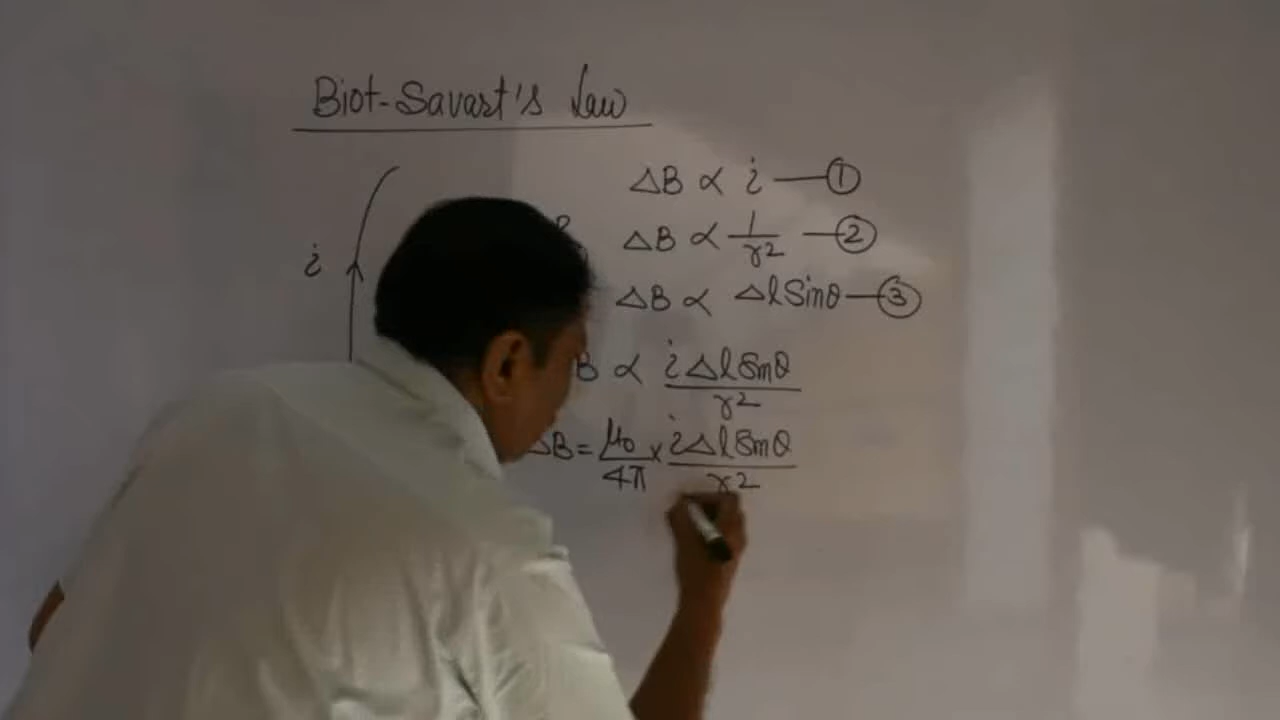 Biot-Savart's Law
i
ΔB ∝ i —①
ΔB ∝ 1/r² —②
ΔB ∝ Δl Sinθ —③
B ∝ iΔl Sinθ/r²
ΔB = μ₀/4π × iΔl Sinθ/r²